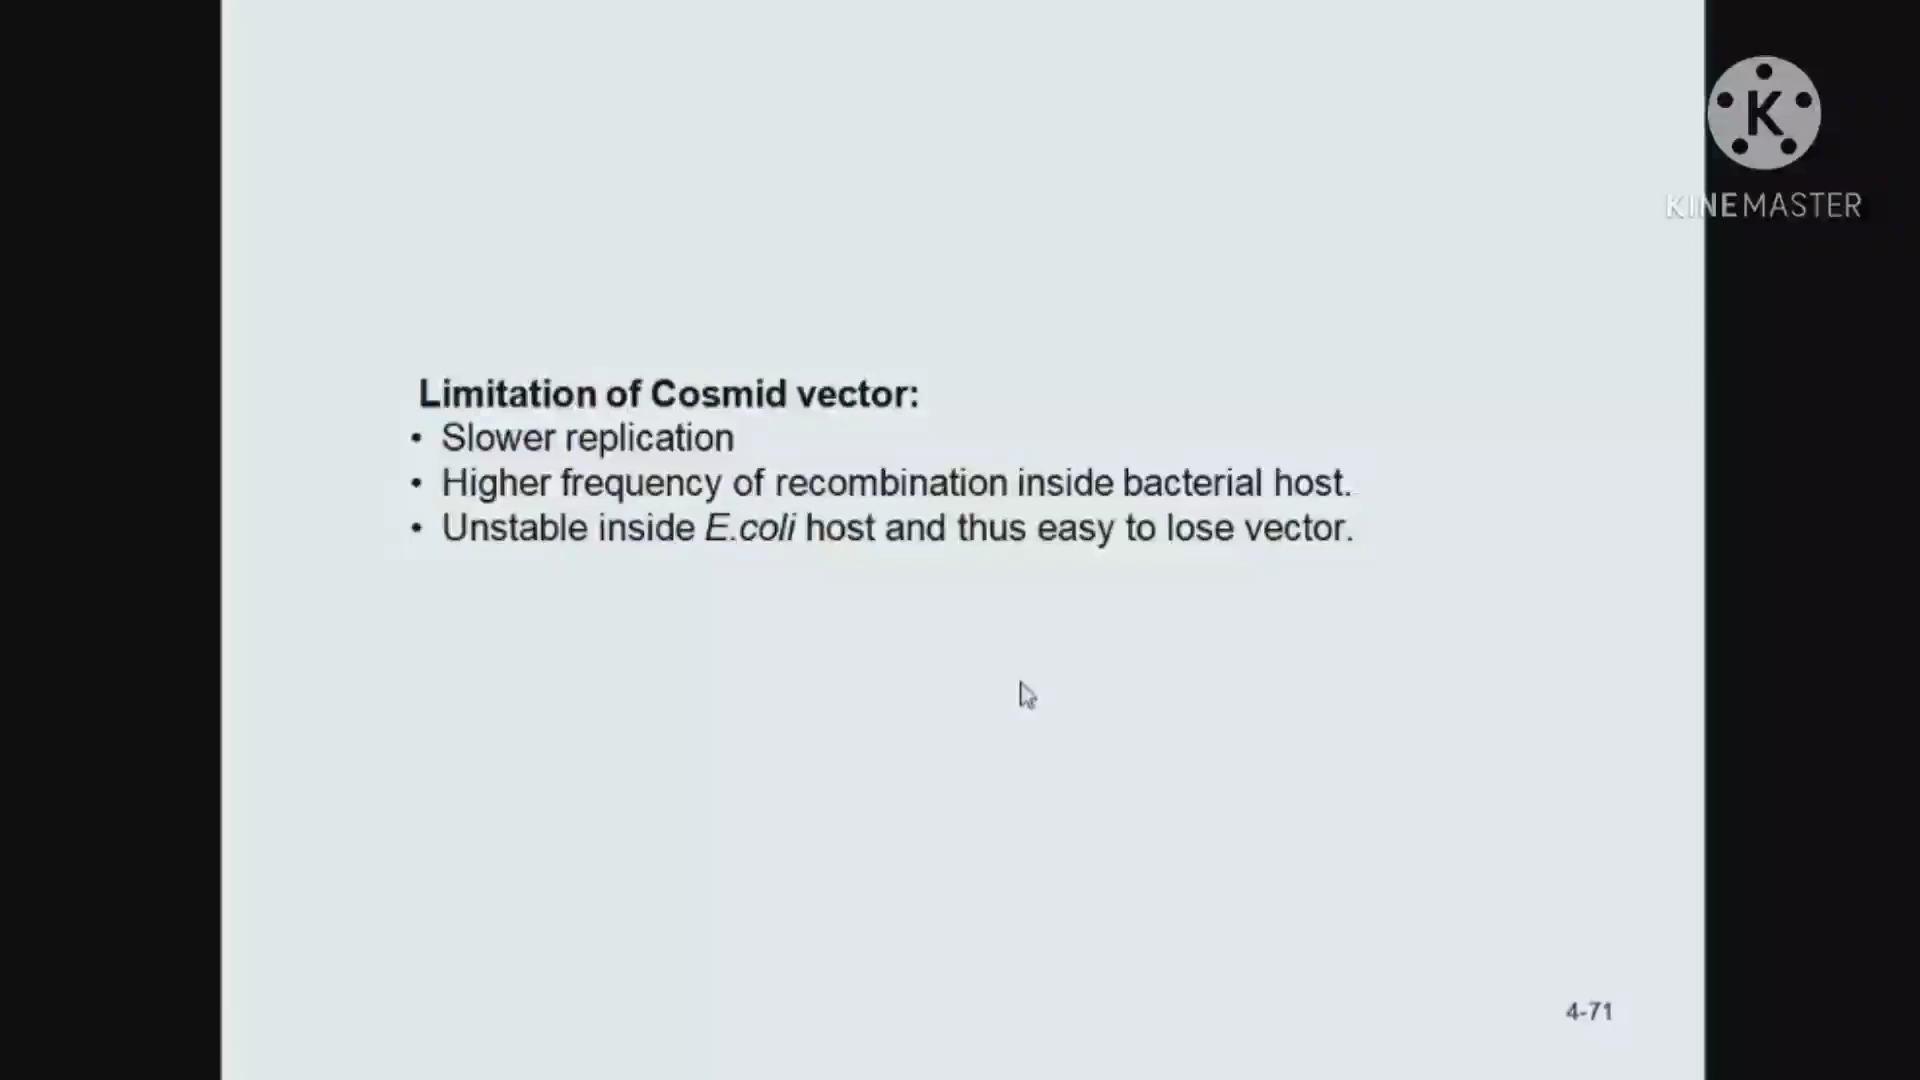 K
KINEMASTER
Limitation of Cosmid vector:
• Slower replication
• Higher frequency of recombination inside bacterial host.
• Unstable inside E.coli host and thus easy to lose vector.
4-71